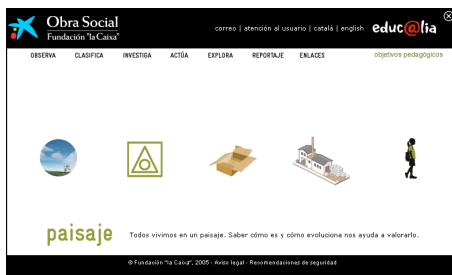 Obra Social
Fundación "la Caixa"
correo | atención al usuario | català | english
educ@lia
OBSERVA CLASIFICA INVESTIGA ACTÚA EXPLORA REPORTAJE ENLACES
objetivos pedagógicos
paisaje
Todos vivimos en un paisaje. Saber cómo es y cómo evoluciona nos ayuda a valorarlo.
© Fundación "la Caixa", 2005 - Aviso legal - Recomendaciones de seguridad